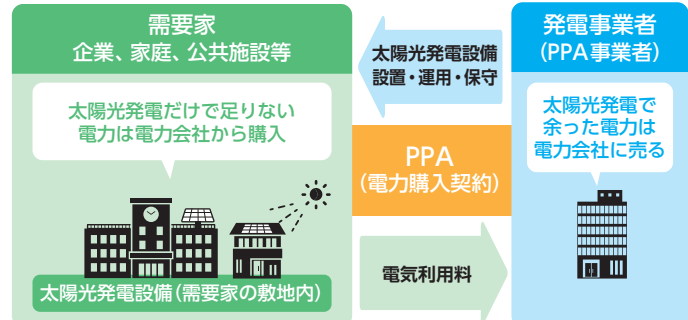 需要家
企業、家庭、公共施設等
太陽光発電だけで足りない
電力は電力会社から購入
太陽光発電設備(需要家の敷地内)
太陽光発電設備
設置・運用・保守
PPA
(電力購入契約)
電気利用料
発電事業者
(PPA事業者)
太陽光発電で
余った電力は
電力会社に売る